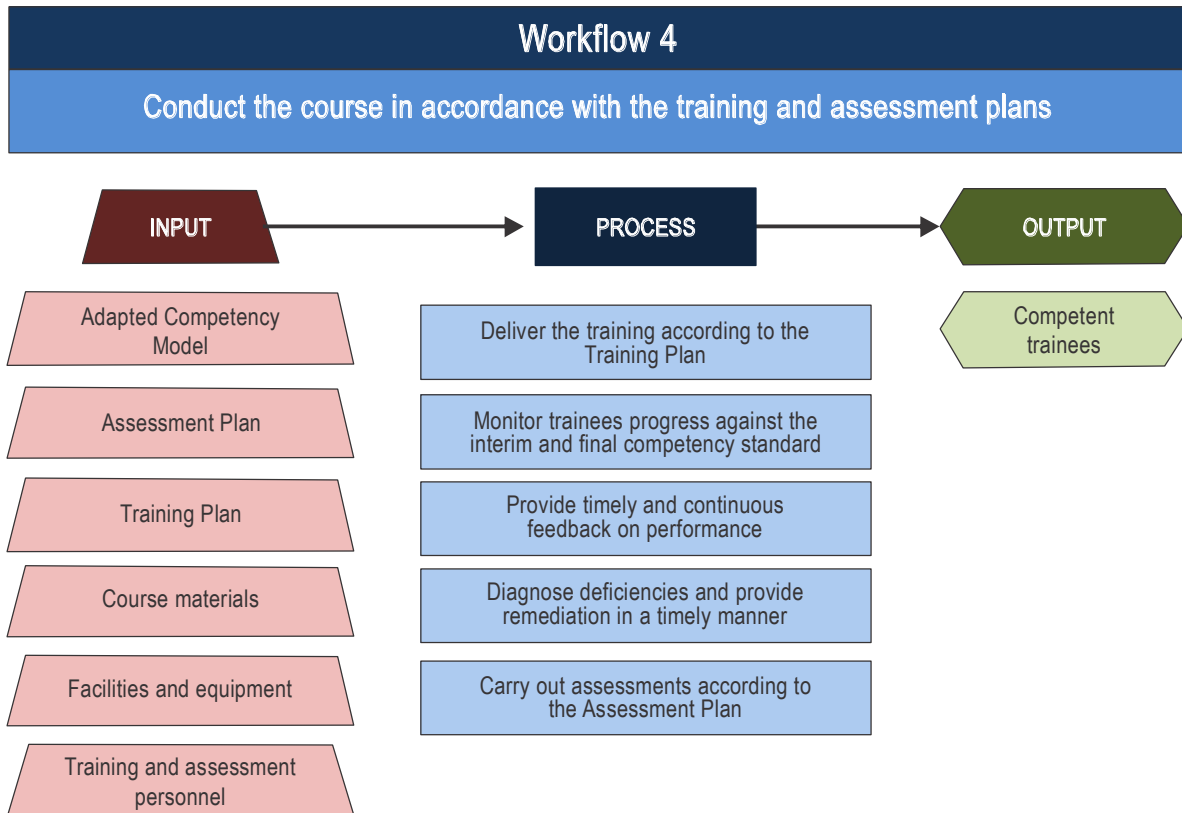 Workflow 4
Conduct the course in accordance with the training and assessment plans
INPUT
PROCESS
OUTPUT
Adapted Competency
Model
Assessment Plan
Training Plan
Course materials
Facilities and equipment
Training and assessment
personnel
Deliver the training according to the
Training Plan
Monitor trainees progress against the
interim and final competency standard
Provide timely and continuous
feedback on performance
Diagnose deficiencies and provide
remediation in a timely manner
Carry out assessments according to
the Assessment Plan
Competent
trainees